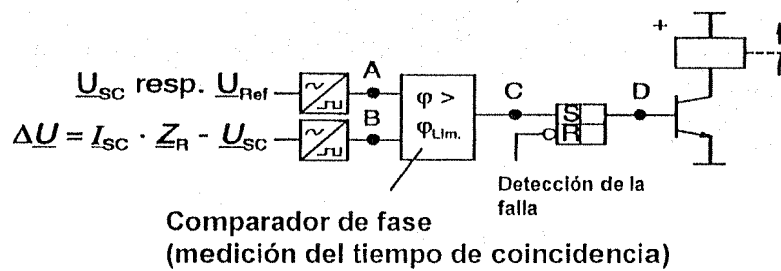 +
U_SC resp. U_Ref A φ > C S D
ΔU = I_SC · Z_R - U_SC B φ_Lim. R
Detección de la
falla
Comparador de fase
(medición del tiempo de coincidencia)